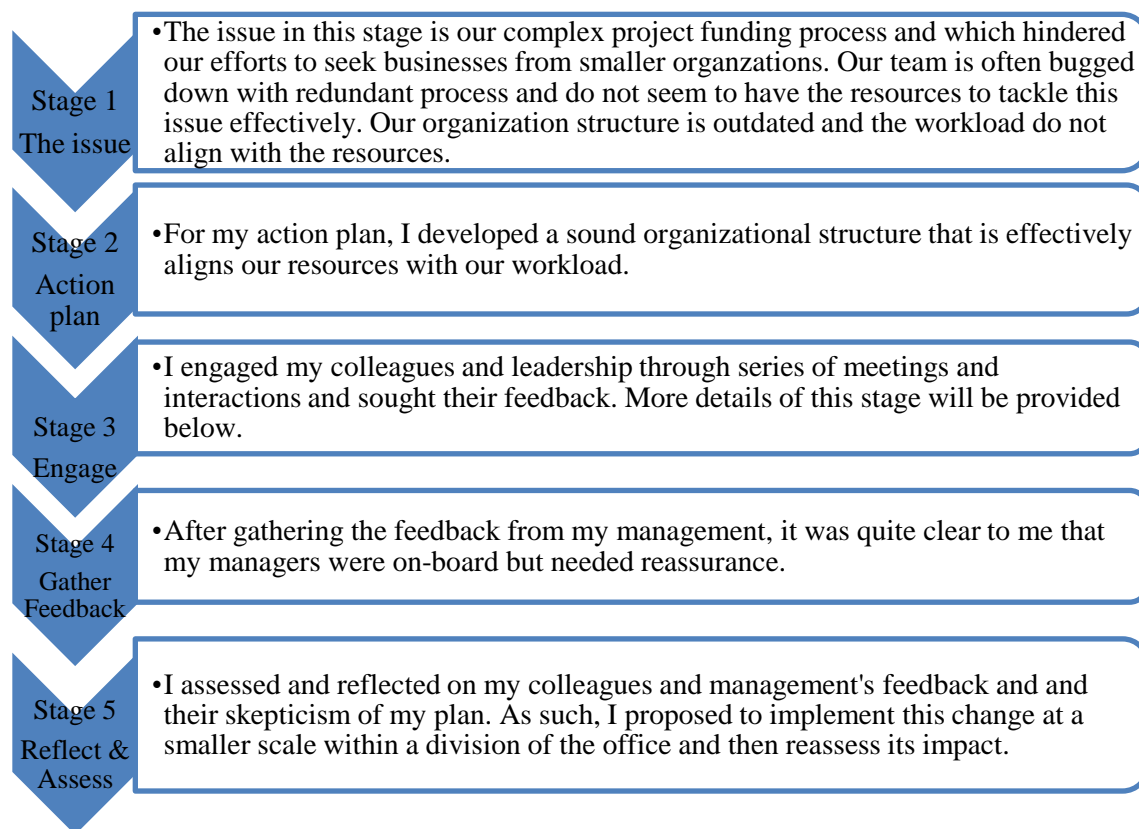 Stage 1
The issue
•The issue in this stage is our complex project funding process and which hindered
our efforts to seek businesses from smaller organzations. Our team is often bugged
down with redundant process and do not seem to have the resources to tackle this
issue effectively. Our organization structure is outdated and the workload do not
align with the resources.
Stage 2
Action
plan
•For my action plan, I developed a sound organizational structure that is effectively
aligns our resources with our workload.
Stage 3
Engage
•I engaged my colleagues and leadership through series of meetings and
interactions and sought their feedback. More details of this stage will be provided
below.
Stage 4
Gather
Feedback
•After gathering the feedback from my management, it was quite clear to me that
my managers were on-board but needed reassurance.
Stage 5
Reflect &
Assess
•I assessed and reflected on my colleagues and management's feedback and and
their skepticism of my plan. As such, I proposed to implement this change at a
smaller scale within a division of the office and then reassess its impact.